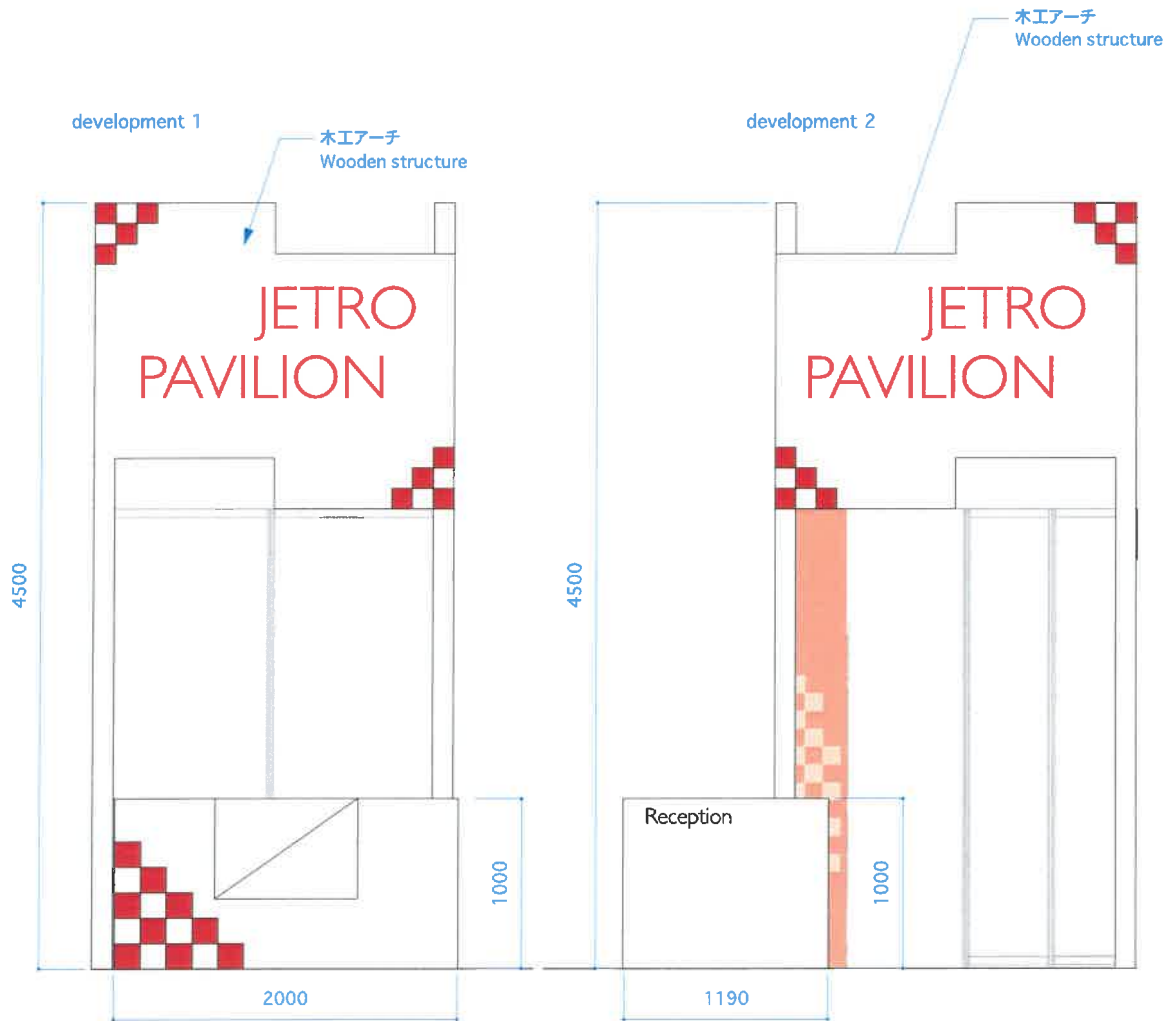 木工アーチ
Wooden structure
development 1
木工アーチ
Wooden structure
development 2
JETRO
PAVILION
JETRO
PAVILION
4500
4500
Reception
1000
1000
2000
1190